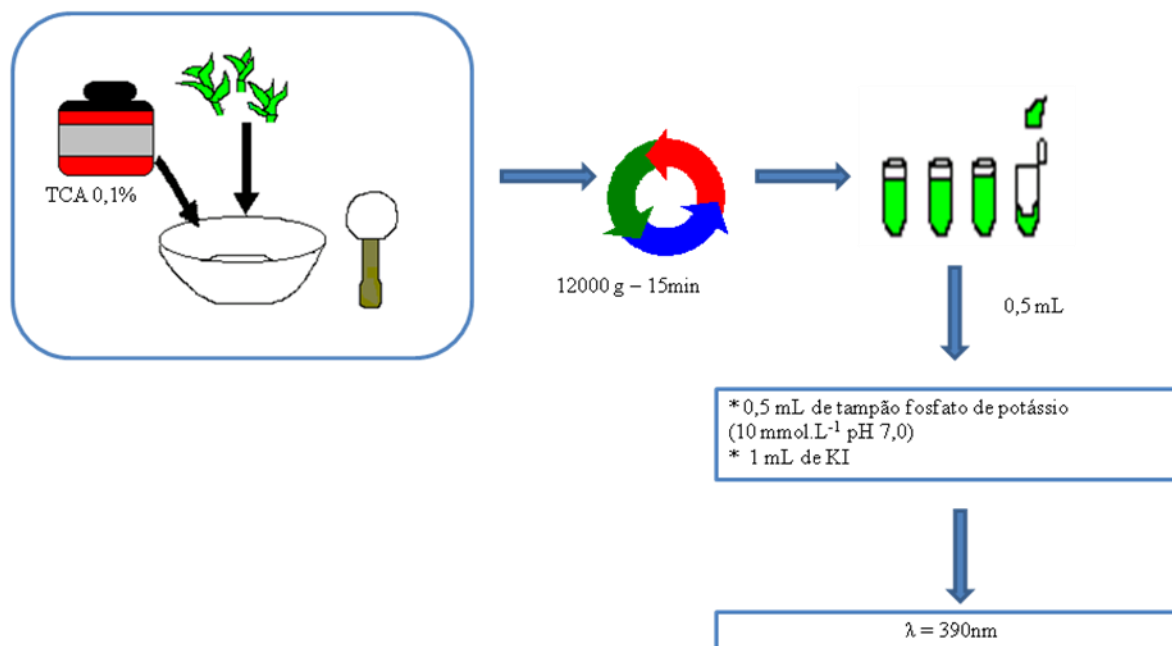 TCA 0,1%
12000 g – 15min
0,5 mL
* 0,5 mL de tampão fosfato de potássio
(10 mmol.L⁻¹ pH 7,0)
* 1 mL de KI
λ = 390nm